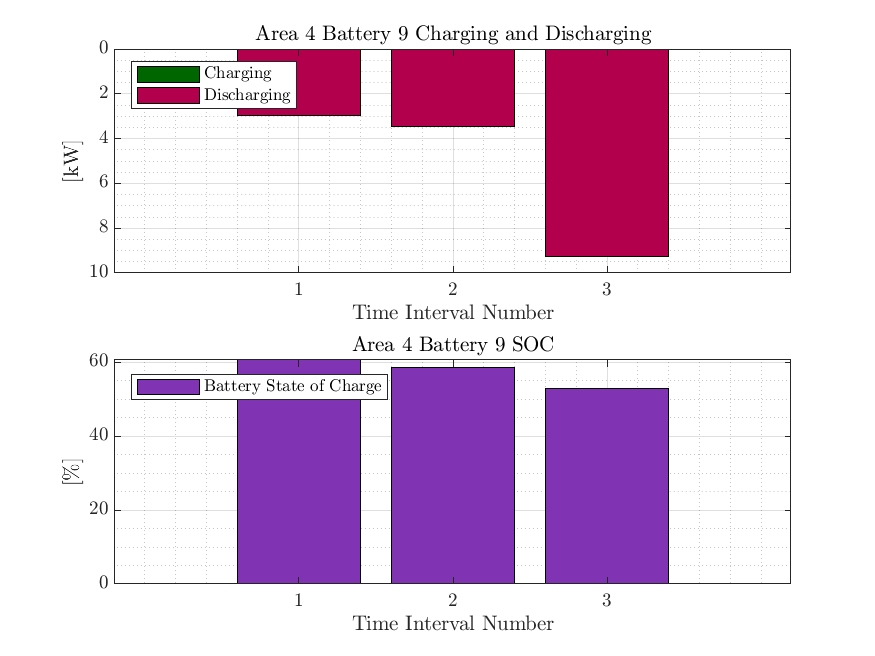 Area 4 Battery 9 Charging and Discharging
0
2
4
6
8
10
[kW]
Charging
Discharging
1 2 3
Time Interval Number
Area 4 Battery 9 SOC
60
40
20
0
[%]
Battery State of Charge
1 2 3
Time Interval Number